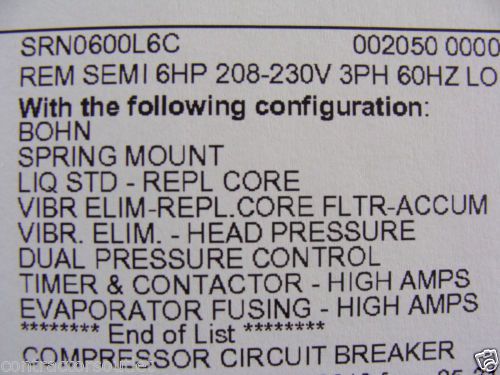 SRN0600L6C 002050 0000
REM SEMI 6HP 208-230V 3PH 60HZ LO
With the following configuration:
BOHN
SPRING MOUNT
LIQ STD - REPL CORE
VIBR ELIM-REPL.CORE FLTR-ACCUM
VIBR. ELIM. - HEAD PRESSURE
DUAL PRESSURE CONTROL
TIMER & CONTACTOR - HIGH AMPS
EVAPORATOR FUSING - HIGH AMPS
******** End of List ********
COMPRESSOR CIRCUIT BREAKER